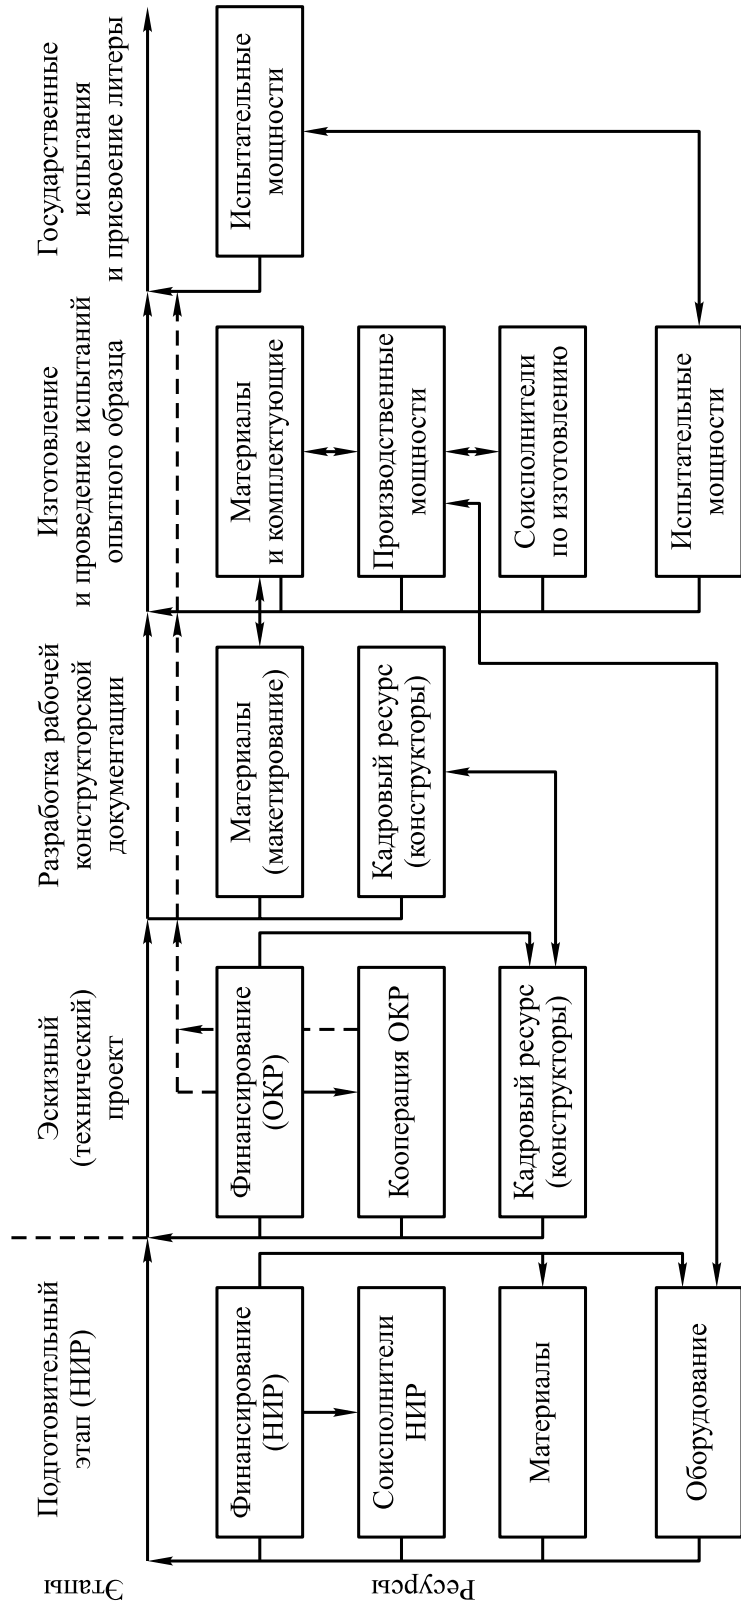 Этапы
Подготовительный
этап (НИР)
Эскизный
(технический)
проект
Разработка рабочей
конструкторской
документации
Изготовление
и проведение испытаний
опытного образца
Государственные
испытания
и присвоение литеры
Ресурсы
Финансирование
(НИР)
Соисполнители
НИР
Материалы
Оборудование
Финансирование
(ОКР)
Кооперация ОКР
Кадровый ресурс
(конструкторы)
Материалы
(макетирование)
Кадровый ресурс
(конструкторы)
Материалы
и комплектующие
Производственные
мощности
Соисполнители
по изготовлению
Испытательные
мощности
Испытательные
мощности